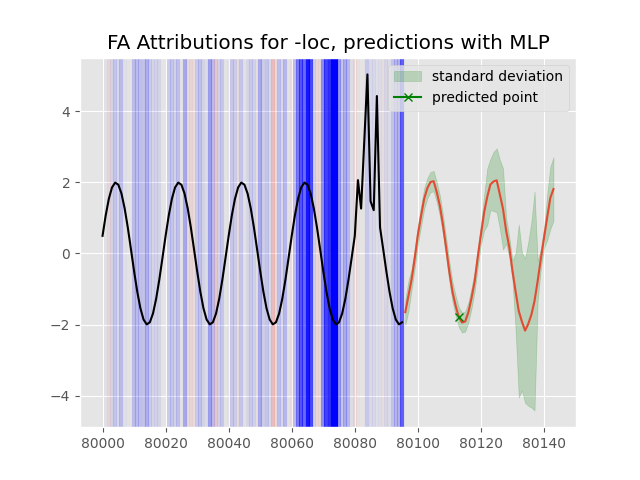 FA Attributions for -loc, predictions with MLP
standard deviation
predicted point
4
2
0
−2
−4
80000 80020 80040 80060 80080 80100 80120 80140